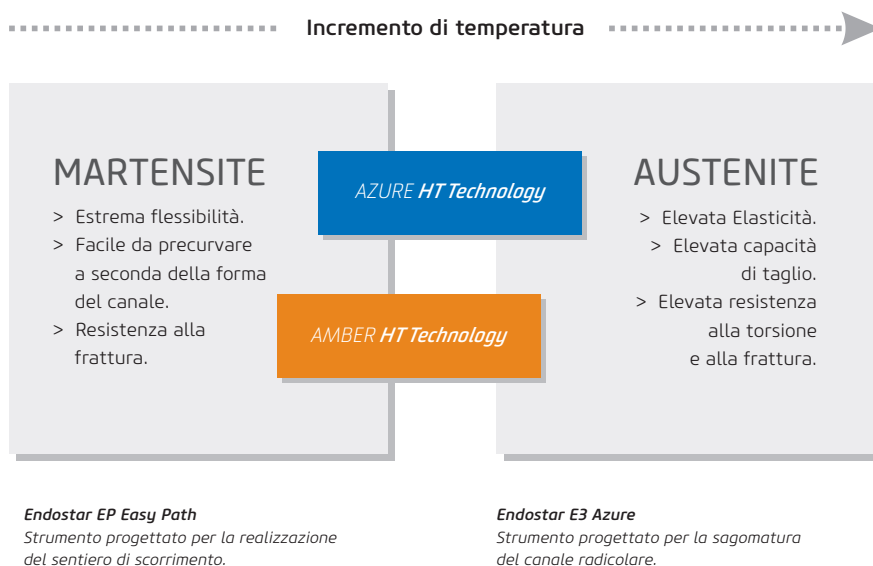 Incremento di temperatura
MARTENSITE
> Estrema flessibilità.
> Facile da precurvare
a seconda della forma
del canale.
> Resistenza alla
frattura.
AZURE HT Technology
AMBER HT Technology
AUSTENITE
> Elevata Elasticità.
> Elevata capacità
di taglio.
> Elevata resistenza
alla torsione
e alla frattura.
Endostar EP Easy Path
Strumento progettato per la realizzazione
del sentiero di scorrimento.
Endostar E3 Azure
Strumento progettato per la sagomatura
del canale radicolare.